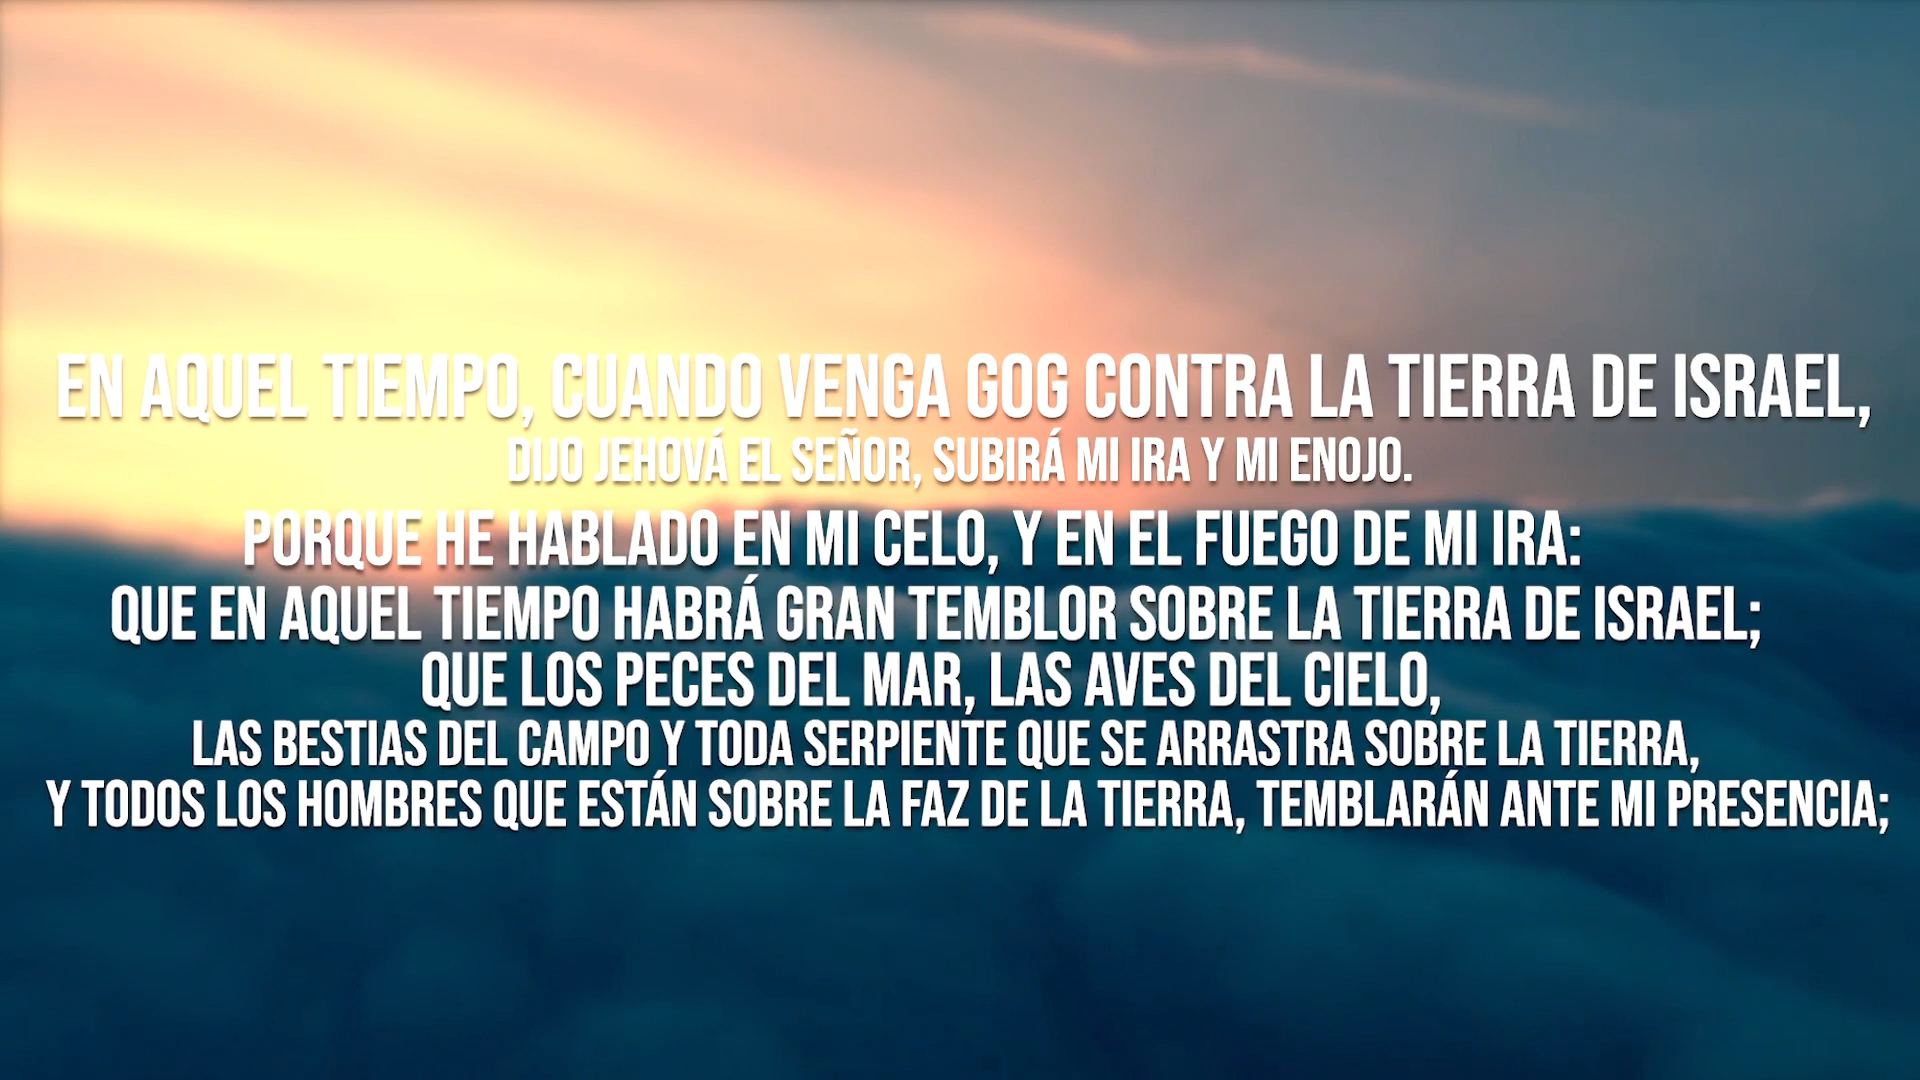 EN AQUEL TIEMPO, CUANDO VENGA GOG CONTRA LA TIERRA DE ISRAEL,
DIJO JEHOVÁ EL SEÑOR, SUBIRÁ MI IRA Y MI ENOJO.
PORQUE HE HABLADO EN MI CELO, Y EN EL FUEGO DE MI IRA:
QUE EN AQUEL TIEMPO HABRÁ GRAN TEMBLOR SOBRE LA TIERRA DE ISRAEL;
QUE LOS PECES DEL MAR, LAS AVES DEL CIELO,
LAS BESTIAS DEL CAMPO Y TODA SERPIENTE QUE SE ARRASTRA SOBRE LA TIERRA,
Y TODOS LOS HOMBRES QUE ESTÁN SOBRE LA FAZ DE LA TIERRA, TEMBLARÁN ANTE MI PRESENCIA;